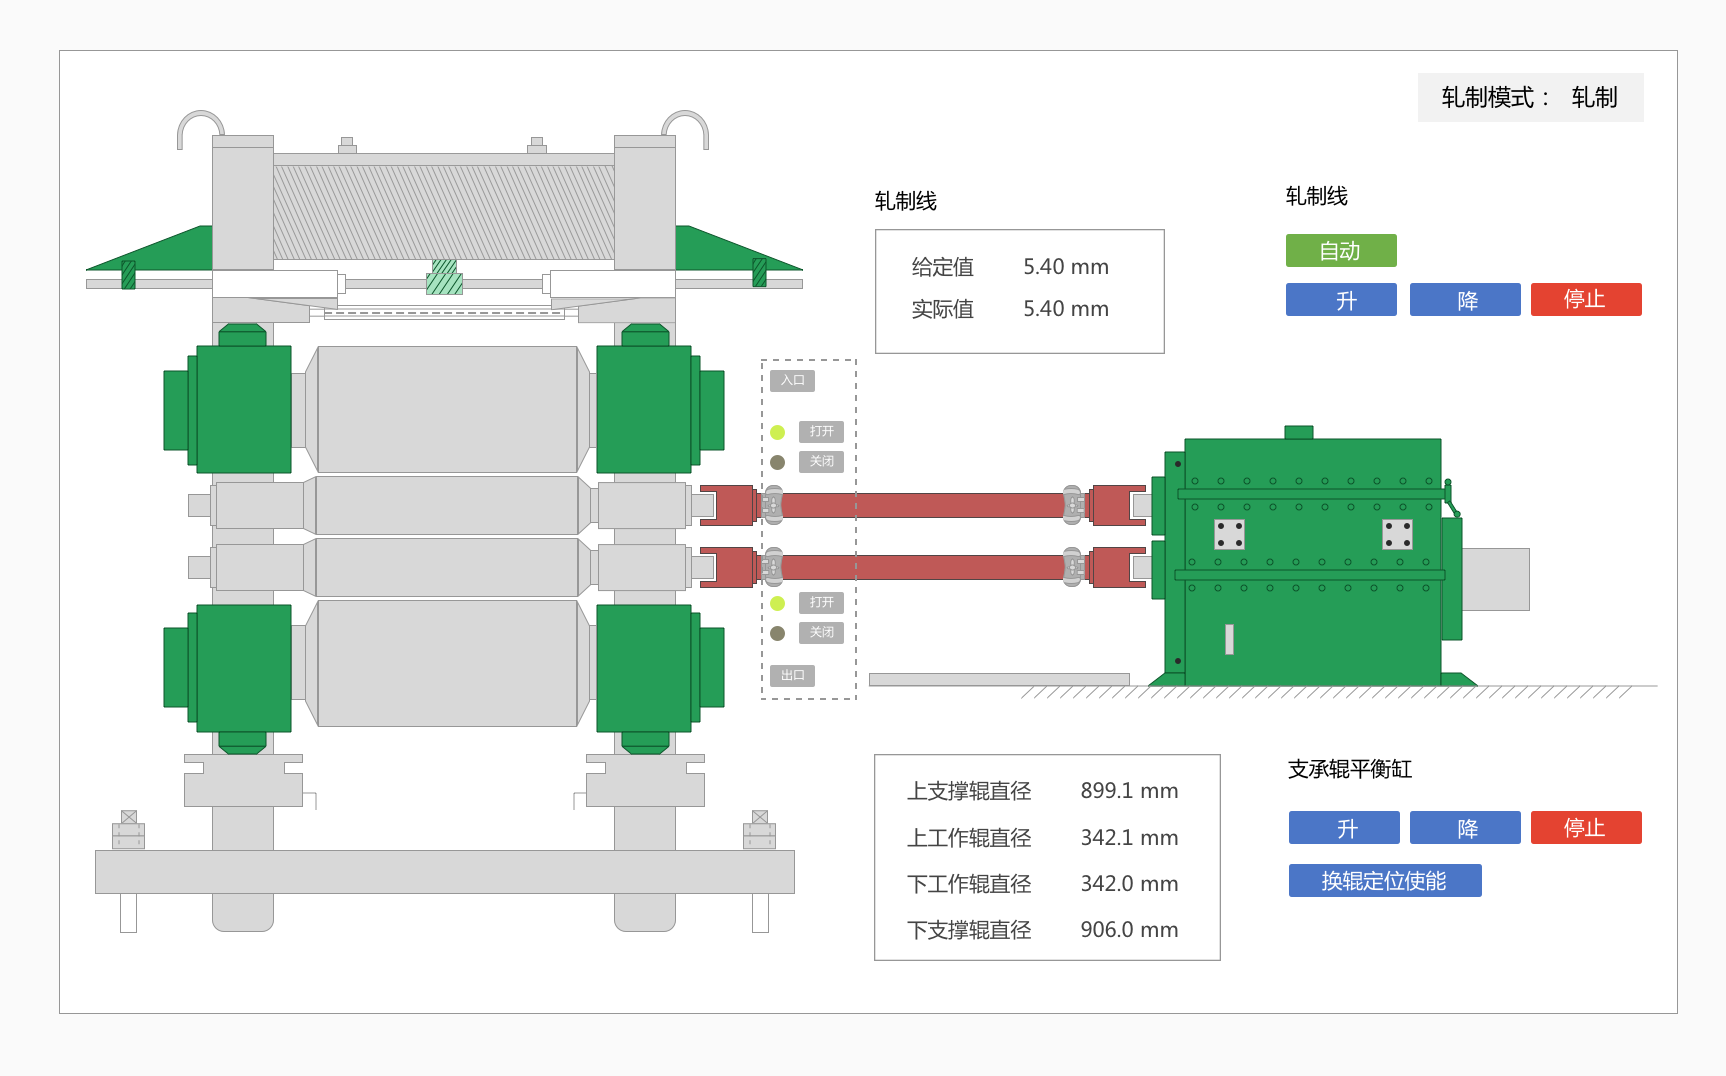 轧制模式： 轧制
轧制线
给定值 5.40 mm
实际值 5.40 mm
轧制线
自动
升 降 停止
入口
打开
关闭
打开
关闭
出口
上支撑辊直径 899.1 mm
上工作辊直径 342.1 mm
下工作辊直径 342.0 mm
下支撑辊直径 906.0 mm
支承辊平衡缸
升 降 停止
换辊定位使能